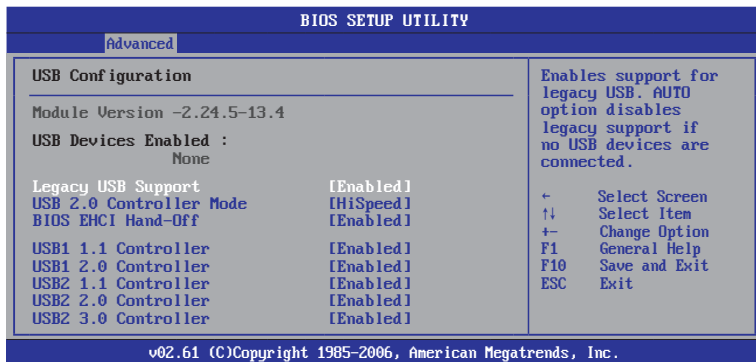 BIOS SETUP UTILITY
Advanced
USB Configuration
Module Version -2.24.5-13.4
USB Devices Enabled :
None
Legacy USB Support [Enabled]
USB 2.0 Controller Mode [HiSpeed]
BIOS EHCI Hand-Off [Enabled]
USB1 1.1 Controller [Enabled]
USB1 2.0 Controller [Enabled]
USB2 1.1 Controller [Enabled]
USB2 2.0 Controller [Enabled]
USB2 3.0 Controller [Enabled]
Enables support for
legacy USB. AUTO
option disables
legacy support if
no USB devices are
connected.
← Select Screen
↑↓ Select Item
+- Change Option
F1 General Help
F10 Save and Exit
ESC Exit
v02.61 (C)Copyright 1985-2006, American Megatrends, Inc.